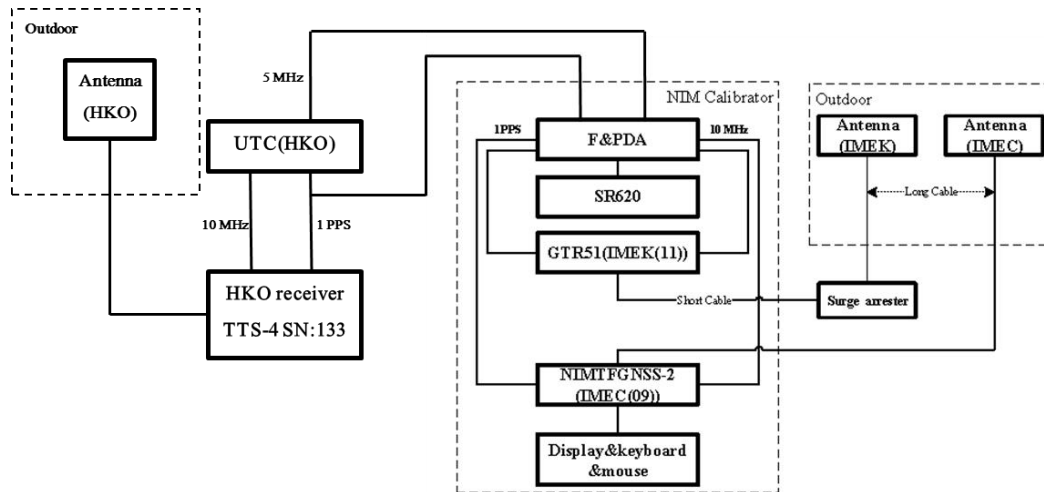 Outdoor
Antenna
(HKO)
5 MHz
UTC(HKO)
10 MHz
1 PPS
HKO receiver
TTS-4 SN:133
NIM Calibrator
1PPS
F&PDA
10 MHz
SR620
GTR51(IMEK(11))
Short Cable
NIMTFGNSS-2
(IMEC(09))
Display&keyboard
&mouse
Outdoor
Antenna
(IMEK)
Antenna
(IMEC)
Long Cable
Surge arrester